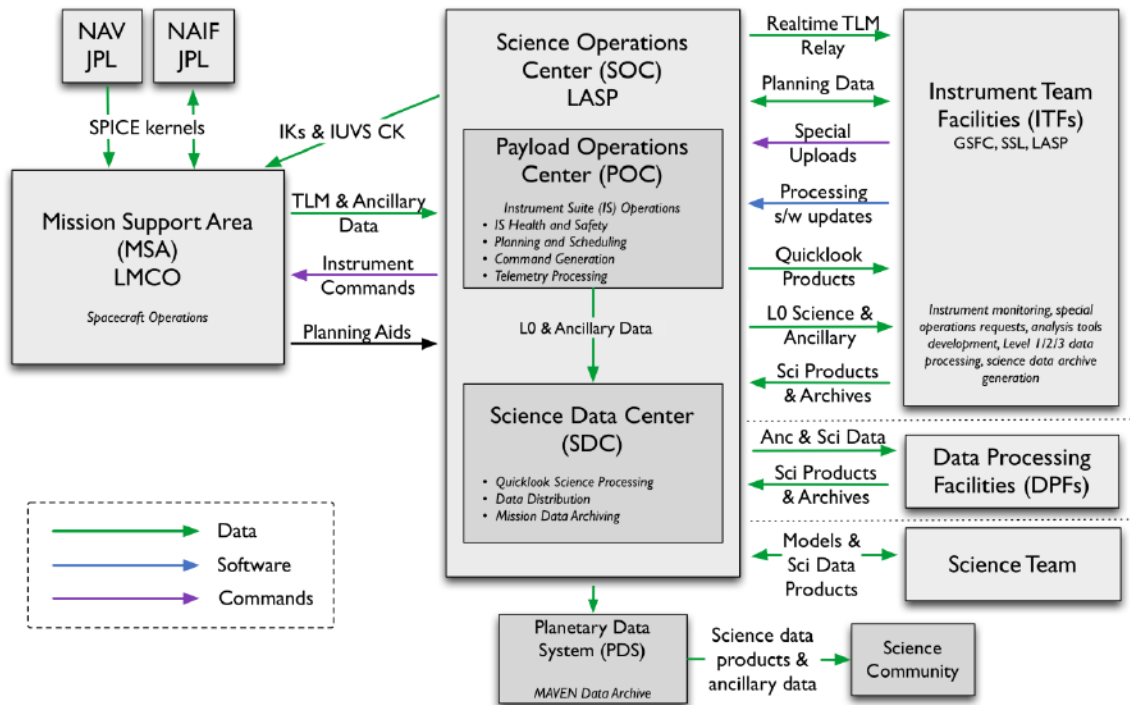 NAV
JPL
NAIF
JPL
SPICE kernels
IKs & IUVS CK
Mission Support Area
(MSA)
LMCO
Spacecraft Operations
TLM & Ancillary
Data
Instrument
Commands
Planning Aids
Science Operations
Center (SOC)
LASP
Payload Operations
Center (POC)
Instrument Suite (IS) Operations
• IS Health and Safety
• Planning and Scheduling
• Command Generation
• Telemetry Processing
L0 & Ancillary Data
Science Data Center
(SDC)
• Quicklook Science Processing
• Data Distribution
• Mission Data Archiving
Realtime TLM
Relay
Planning Data
Special
Uploads
Processing
s/w updates
Quicklook
Products
L0 Science &
Ancillary
Sci Products
& Archives
Instrument Team
Facilities (ITFs)
GSFC, SSL, LASP
Instrument monitoring, special
operations requests, analysis tools
development, Level 1/2/3 data
processing, science data archive
generation
Anc & Sci Data
Sci Products
& Archives
Data Processing
Facilities (DPFs)
Models &
Sci Data
Products
Science Team
Data
Software
Commands
Planetary Data
System (PDS)
MAVEN Data Archive
Science data
products &
ancillary data
Science
Community